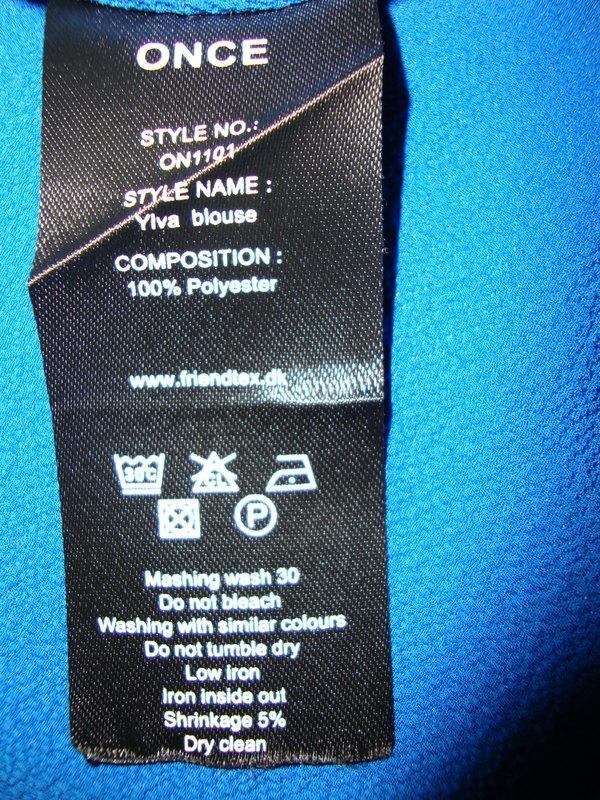 ONCE
STYLE NO.:
ON1101
STYLE NAME :
Ylva blouse
COMPOSITION :
100% Polyester
www.friendtex.dk
30°C CL P
Mashing wash 30
Do not bleach
Washing with similar colours
Do not tumble dry
Low iron
Iron inside out
Shrinkage 5%
Dry clean